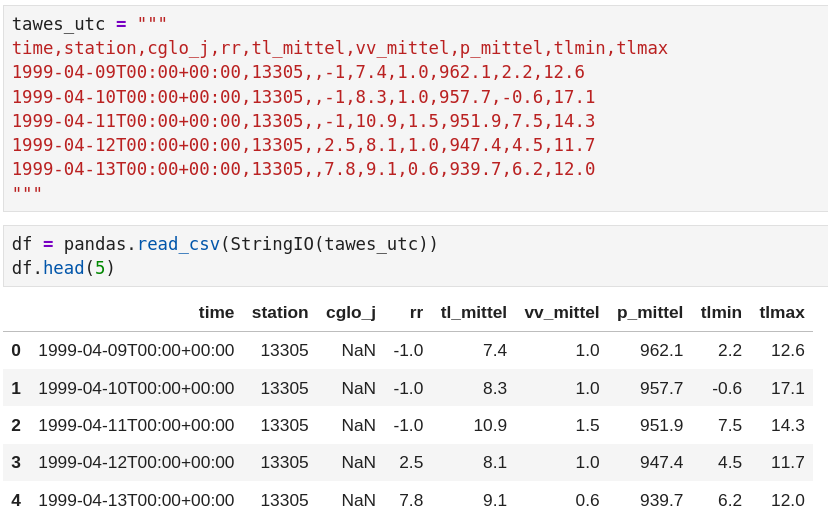 tawes_utc = """
time,station,cglo_j,rr,tl_mittel,vv_mittel,p_mittel,tlmin,tlmax
1999-04-09T00:00+00:00,13305,,-1,7.4,1.0,962.1,2.2,12.6
1999-04-10T00:00+00:00,13305,,-1,8.3,1.0,957.7,-0.6,17.1
1999-04-11T00:00+00:00,13305,,-1,10.9,1.5,951.9,7.5,14.3
1999-04-12T00:00+00:00,13305,,2.5,8.1,1.0,947.4,4.5,11.7
1999-04-13T00:00+00:00,13305,,7.8,9.1,0.6,939.7,6.2,12.0
"""
df = pandas.read_csv(StringIO(tawes_utc))
df.head(5)
time station cglo_j rr tl_mittel vv_mittel p_mittel tlmin tlmax
0 1999-04-09T00:00+00:00 13305 NaN -1.0 7.4 1.0 962.1 2.2 12.6
1 1999-04-10T00:00+00:00 13305 NaN -1.0 8.3 1.0 957.7 -0.6 17.1
2 1999-04-11T00:00+00:00 13305 NaN -1.0 10.9 1.5 951.9 7.5 14.3
3 1999-04-12T00:00+00:00 13305 NaN 2.5 8.1 1.0 947.4 4.5 11.7
4 1999-04-13T00:00+00:00 13305 NaN 7.8 9.1 0.6 939.7 6.2 12.0